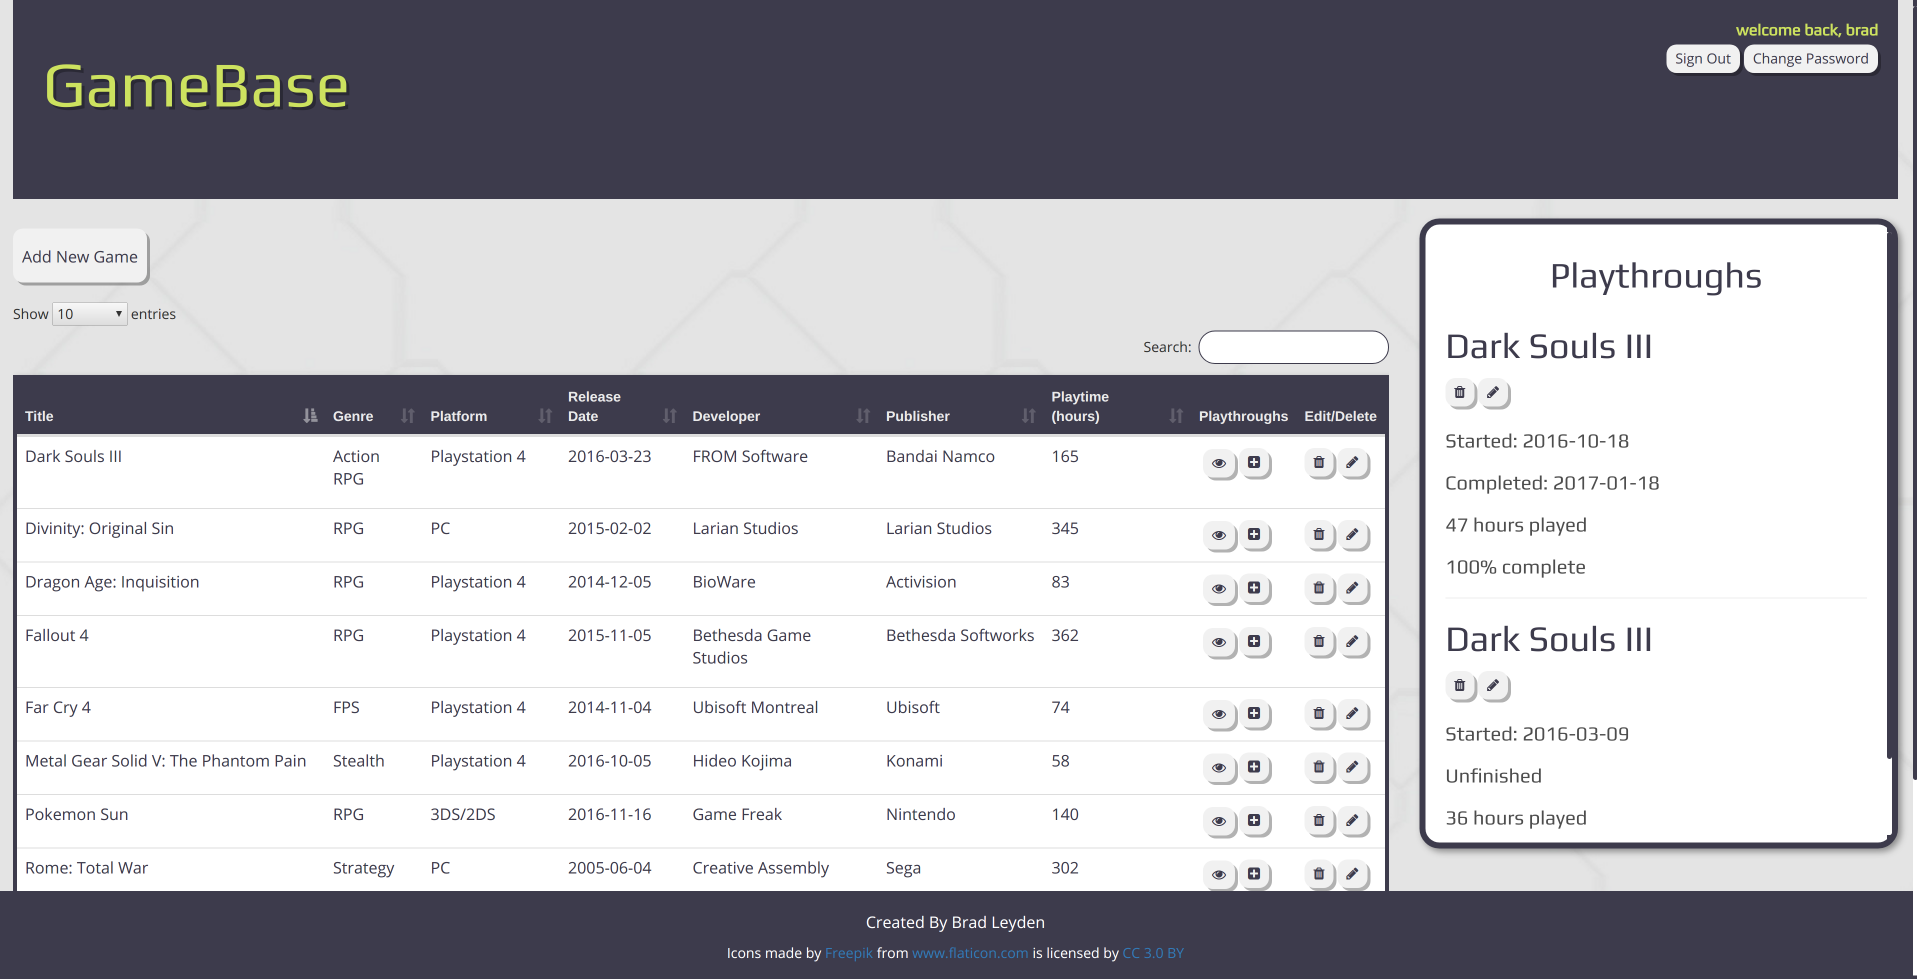 welcome back, brad
Sign Out Change Password
GameBase
Add New Game
Show 10 entries
Search:
Title Genre Platform Release Date Developer Publisher Playtime (hours) Playthroughs Edit/Delete
Dark Souls III Action RPG Playstation 4 2016-03-23 FROM Software Bandai Namco 165
Divinity: Original Sin RPG PC 2015-02-02 Larian Studios Larian Studios 345
Dragon Age: Inquisition RPG Playstation 4 2014-12-05 BioWare Activision 83
Fallout 4 RPG Playstation 4 2015-11-05 Bethesda Game Studios Bethesda Softworks 362
Far Cry 4 FPS Playstation 4 2014-11-04 Ubisoft Montreal Ubisoft 74
Metal Gear Solid V: The Phantom Pain Stealth Playstation 4 2016-10-05 Hideo Kojima Konami 58
Pokemon Sun RPG 3DS/2DS 2016-11-16 Game Freak Nintendo 140
Rome: Total War Strategy PC 2005-06-04 Creative Assembly Sega 302
Playthroughs
Dark Souls III
Started: 2016-10-18
Completed: 2017-01-18
47 hours played
100% complete
Dark Souls III
Started: 2016-03-09
Unfinished
36 hours played
Created By Brad Leyden
Icons made by Freepik from www.flaticon.com is licensed by CC 3.0 BY